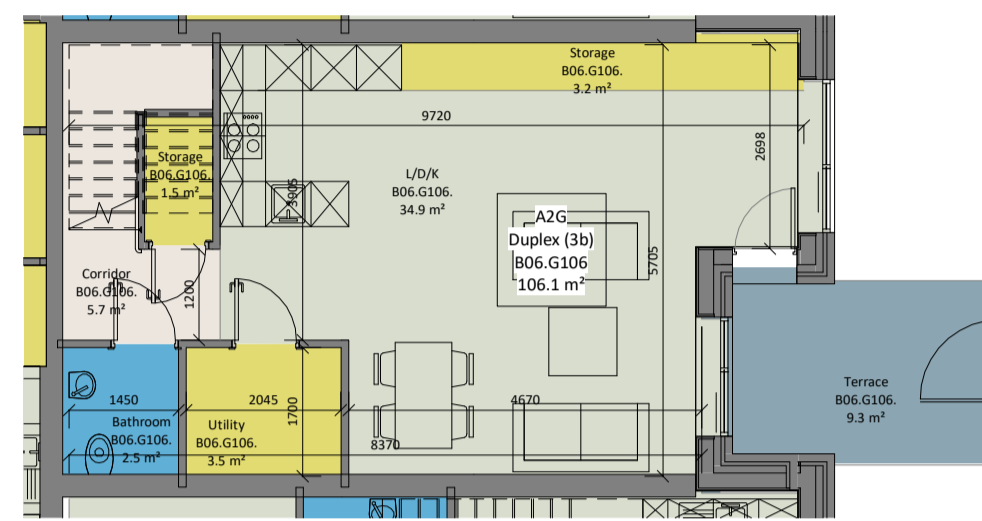 Storage
B06.G106.
3.2 m²
9720
2698
Storage
B06.G106.
1.5 m²
3905
L/D/K
B06.G106.
34.9 m²
A2G
Duplex (3b)
B06.G106
106.1 m²
5705
Corridor
B06.G106.
5.7 m²
1200
Terrace
B06.G106.
9.3 m²
1450
2045
1700
4670
8370
Bathroom
B06.G106.
2.5 m²
Utility
B06.G106.
3.5 m²